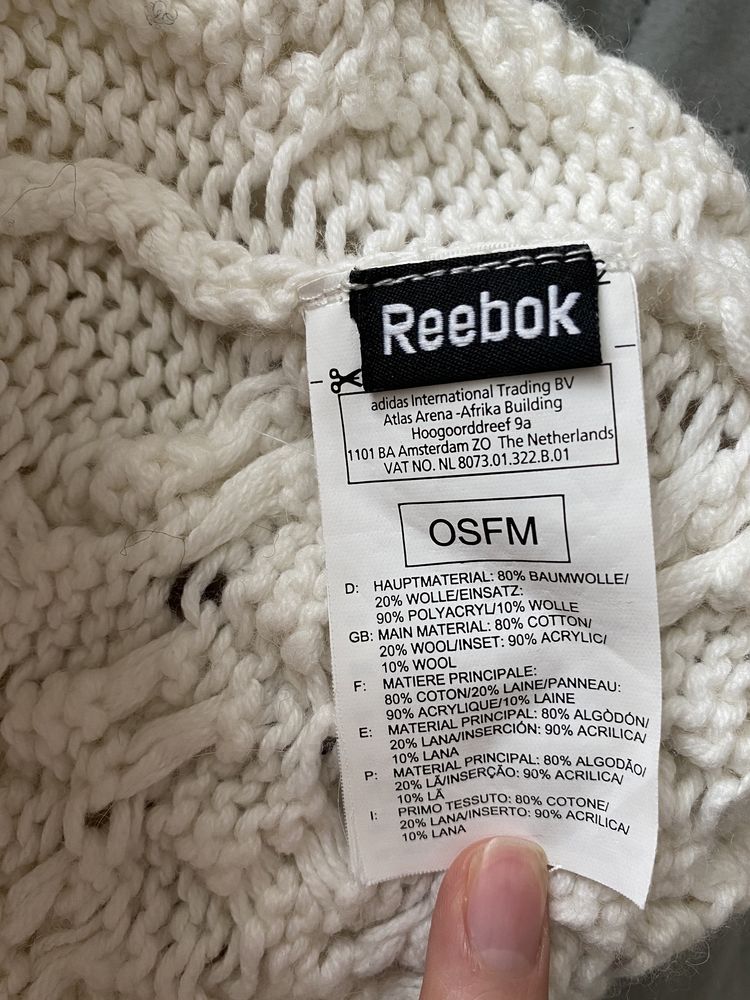 Reebok
adidas International Trading BV
Atlas Arena -Afrika Building
Hoogoorddreef 9a
1101 BA Amsterdam ZO The Netherlands
VAT NO. NL 8073.01.322.B.01
OSFM
D: HAUPTMATERIAL: 80% BAUMWOLLE/
20% WOLLE/EINSATZ:
90% POLYACRYL/10% WOLLE
GB: MAIN MATERIAL: 80% COTTON/
20% WOOL/INSET: 90% ACRYLIC/
10% WOOL
F: MATIERE PRINCIPALE:
80% COTON/20% LAINE/PANNEAU:
90% ACRYLIQUE/10% LAINE
E: MATERIAL PRINCIPAL: 80% ALGÒDÓN/
20% LANA/INSERCIÓN: 90% ACRILICA/
10% LANA
P: MATERIAL PRINCIPAL: 80% ALGODÃO/
20% LÃ/INSERÇÃO: 90% ACRILICA/
10% LÃ
I: PRIMO TESSUTO: 80% COTONE/
20% LANA/INSERTO: 90% ACRILICA/
10% LANA